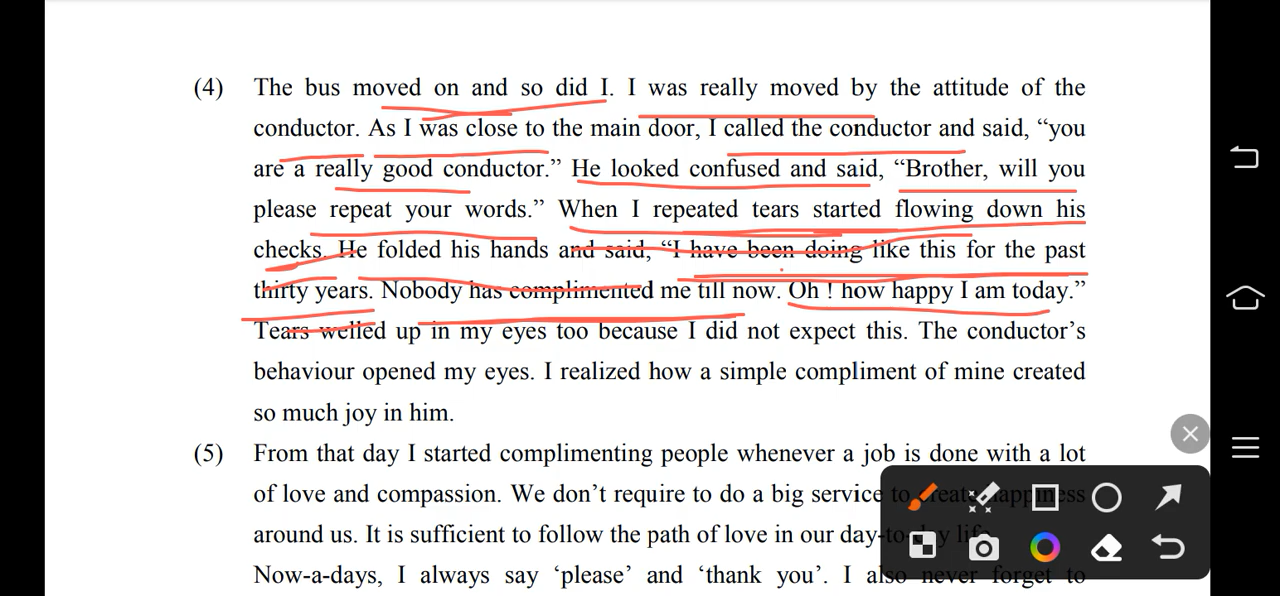 (4) The bus moved on and so did I. I was really moved by the attitude of the
conductor. As I was close to the main door, I called the conductor and said, “you
are a really good conductor.” He looked confused and said, “Brother, will you
please repeat your words.” When I repeated tears started flowing down his
checks. He folded his hands and said, “I have been doing like this for the past
thirty years. Nobody has complimented me till now. Oh ! how happy I am today.”
Tears welled up in my eyes too because I did not expect this. The conductor’s
behaviour opened my eyes. I realized how a simple compliment of mine created
so much joy in him.
(5) From that day I started complimenting people whenever a job is done with a lot
of love and compassion. We don’t require to do a big service to create happiness
around us. It is sufficient to follow the path of love in our day-to-day life.
Now-a-days, I always say ‘please’ and ‘thank you’. I also never forget to